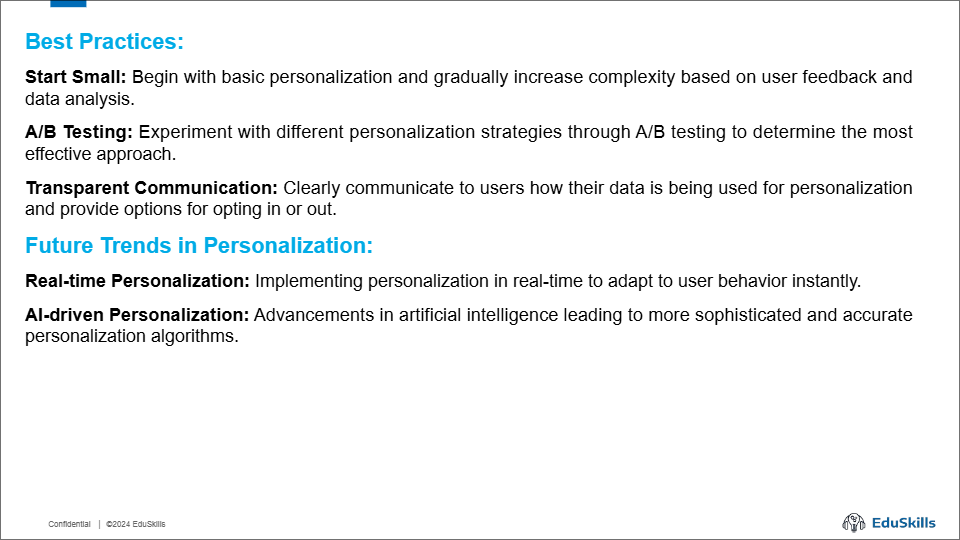 Best Practices:
Start Small: Begin with basic personalization and gradually increase complexity based on user feedback and
data analysis.
A/B Testing: Experiment with different personalization strategies through A/B testing to determine the most
effective approach.
Transparent Communication: Clearly communicate to users how their data is being used for personalization
and provide options for opting in or out.
Future Trends in Personalization:
Real-time Personalization: Implementing personalization in real-time to adapt to user behavior instantly.
AI-driven Personalization: Advancements in artificial intelligence leading to more sophisticated and accurate
personalization algorithms.
Confidential | ©2024 EduSkills
EduSkills